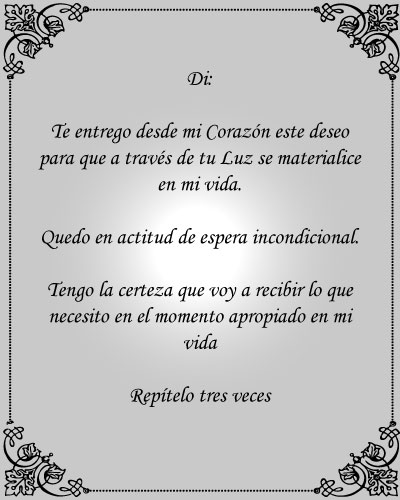 Di:
Te entrego desde mi Corazón este deseo
para que a través de tu Luz se materialice
en mi vida.
Quedo en actitud de espera incondicional.
Tengo la certeza que voy a recibir lo que
necesito en el momento apropiado en mi
vida
Repítelo tres veces